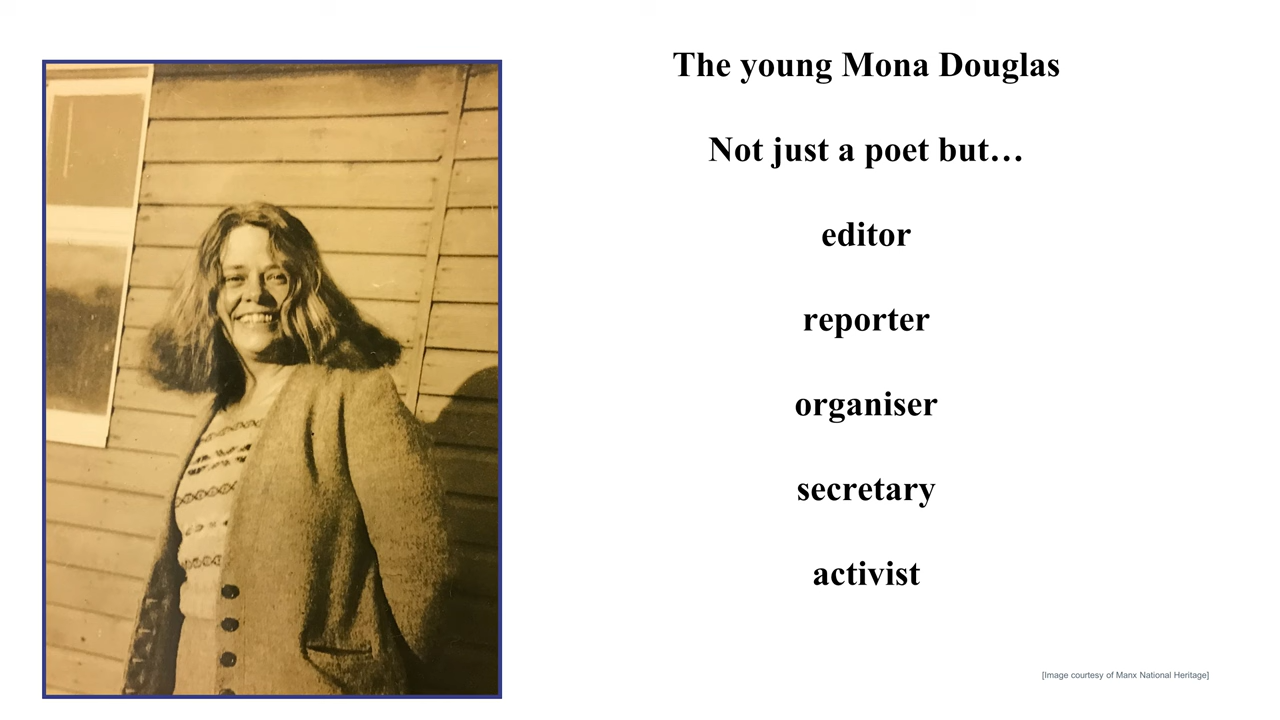 The young Mona Douglas
Not just a poet but…
editor
reporter
organiser
secretary
activist
[Image courtesy of Manx National Heritage]